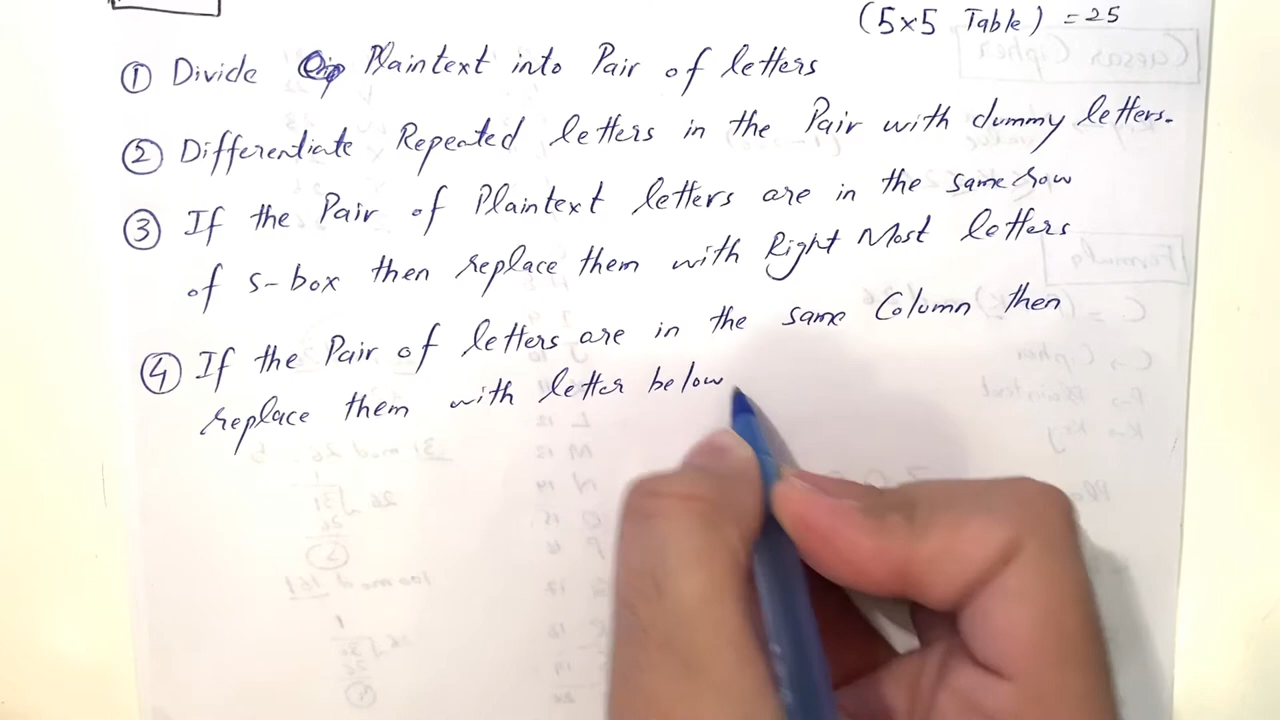 (5x5 Table) = 25
① Divide Plaintext into Pair of letters
② Differentiate Repeated letters in the Pair with dummy letters.
③ If the Pair of Plaintext letters are in the same row
of s-box then replace them with Right Most letters
④ If the Pair of letters are in the same Column then
replace them with letter below